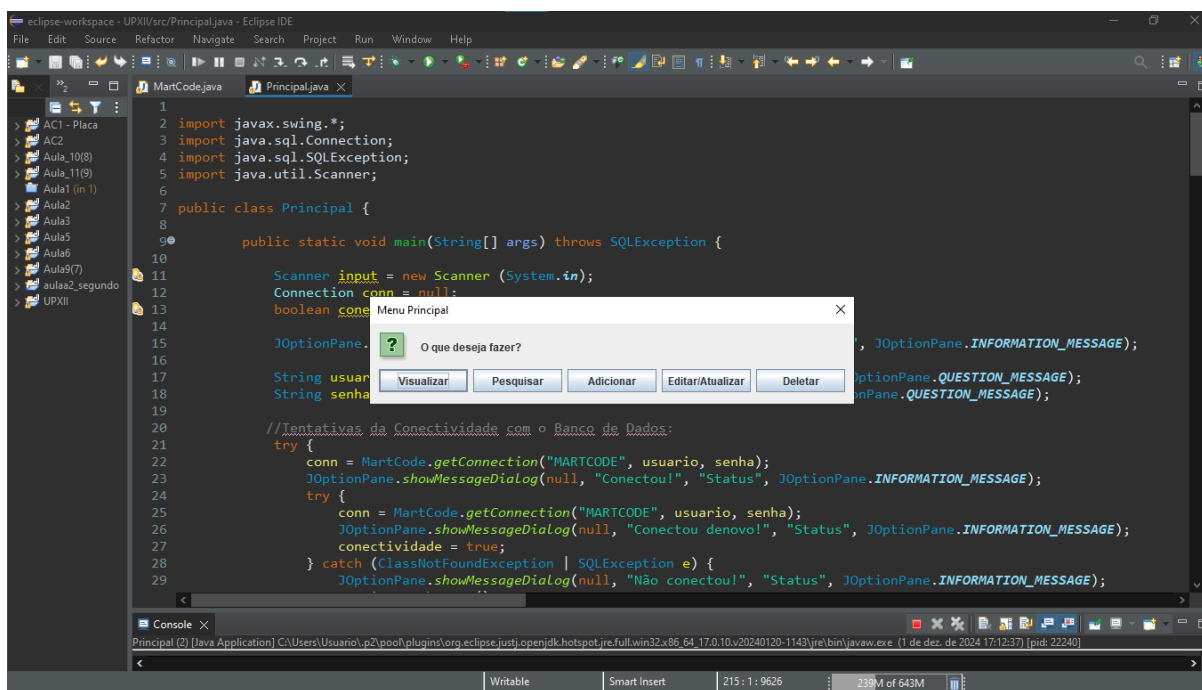 eclipse-workspace - UPXII/src/Principal.java - Eclipse IDE
File Edit Source Refactor Navigate Search Project Run Window Help
MartCode.java Principal.java
AC1 - Placa
AC2
Aula_10(8)
Aula_11(9)
Aula1 (in 1)
Aula2
Aula3
Aula5
Aula6
Aula9(7)
aulaa2_segundo
UPXII
1
2 import javax.swing.*;
3 import java.sql.Connection;
4 import java.sql.SQLException;
5 import java.util.Scanner;
6
7 public class Principal {
8
9 public static void main(String[] args) throws SQLException {
10
11 Scanner input = new Scanner (System.in);
12 Connection conn = null;
13 boolean cone
14
15 JOptionPane. ", JOptionPane.INFORMATION_MESSAGE);
16
17 String usuar OptionPane.QUESTION_MESSAGE);
18 String senha onPane.QUESTION_MESSAGE);
19
20 //Tentativas da Conectividade com o Banco de Dados:
21 try {
22 conn = MartCode.getConnection("MARTCODE", usuario, senha);
23 JOptionPane.showMessageDialog(null, "Conectou!", "Status", JOptionPane.INFORMATION_MESSAGE);
24 try {
25 conn = MartCode.getConnection("MARTCODE", usuario, senha);
26 JOptionPane.showMessageDialog(null, "Conectou denovo!", "Status", JOptionPane.INFORMATION_MESSAGE);
27 conectividade = true;
28 } catch (ClassNotFoundException | SQLException e) {
29 JOptionPane.showMessageDialog(null, "Não conectou!", "Status", JOptionPane.INFORMATION_MESSAGE);
Menu Principal
O que deseja fazer?
Visualizar Pesquisar Adicionar Editar/Atualizar Deletar
Console
Principal (2) [Java Application] C:\Users\Usuario\.p2\pool\plugins\org.eclipse.justj.openjdk.hotspot.jre.full.win32.x86_64_17.0.10.v20240120-1143\jre\bin\javaw.exe (1 de dez. de 2024 17:12:37) [pid: 22240]
Writable Smart Insert 215 : 1 : 9626 239M of 643M